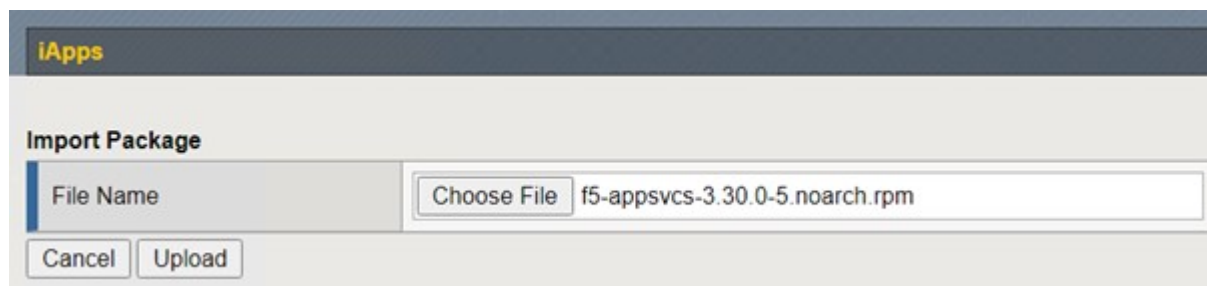 iApps
Import Package
File Name Choose File f5-appsvcs-3.30.0-5.noarch.rpm
Cancel Upload